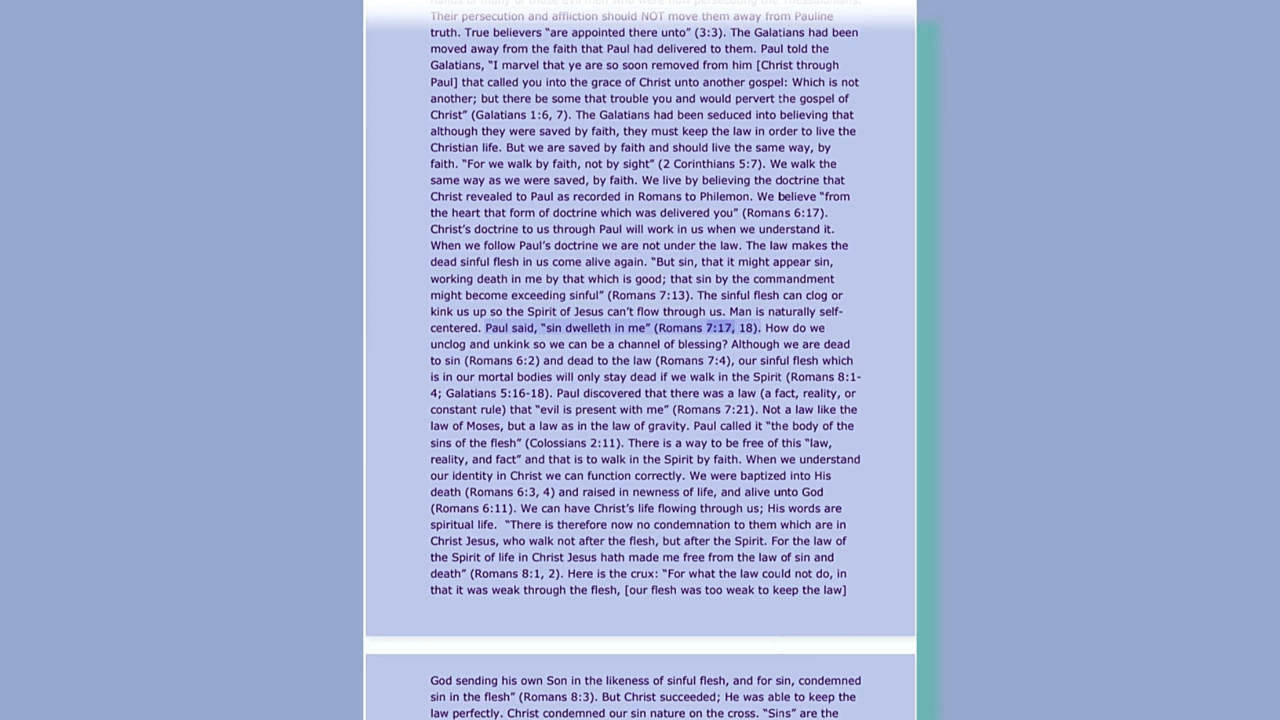 Their persecution and affliction should NOT move them away from Pauline
truth. True believers “are appointed there unto” (3:3). The Galatians had been
moved away from the faith that Paul had delivered to them. Paul told the
Galatians, “I marvel that ye are so soon removed from him [Christ through
Paul] that called you into the grace of Christ unto another gospel: Which is not
another; but there be some that trouble you and would pervert the gospel of
Christ” (Galatians 1:6, 7). The Galatians had been seduced into believing that
although they were saved by faith, they must keep the law in order to live the
Christian life. But we are saved by faith and should live the same way, by
faith. “For we walk by faith, not by sight” (2 Corinthians 5:7). We walk the
same way as we were saved, by faith. We live by believing the doctrine that
Christ revealed to Paul as recorded in Romans to Philemon. We believe “from
the heart that form of doctrine which was delivered you” (Romans 6:17).
Christ’s doctrine to us through Paul will work in us when we understand it.
When we follow Paul’s doctrine we are not under the law. The law makes the
dead sinful flesh in us come alive again. “But sin, that it might appear sin,
working death in me by that which is good; that sin by the commandment
might become exceeding sinful” (Romans 7:13). The sinful flesh can clog or
kink us up so the Spirit of Jesus can’t flow through us. Man is naturally self-
centered. Paul said, “sin dwelleth in me” (Romans 7:17, 18). How do we
unclog and unkink so we can be a channel of blessing? Although we are dead
to sin (Romans 6:2) and dead to the law (Romans 7:4), our sinful flesh which
is in our mortal bodies will only stay dead if we walk in the Spirit (Romans 8:1-
4; Galatians 5:16-18). Paul discovered that there was a law (a fact, reality, or
constant rule) that “evil is present with me” (Romans 7:21). Not a law like the
law of Moses, but a law as in the law of gravity. Paul called it “the body of the
sins of the flesh” (Colossians 2:11). There is a way to be free of this “law,
reality, and fact” and that is to walk in the Spirit by faith. When we understand
our identity in Christ we can function correctly. We were baptized into His
death (Romans 6:3, 4) and raised in newness of life, and alive unto God
(Romans 6:11). We can have Christ’s life flowing through us; His words are
spiritual life. “There is therefore now no condemnation to them which are in
Christ Jesus, who walk not after the flesh, but after the Spirit. For the law of
the Spirit of life in Christ Jesus hath made me free from the law of sin and
death” (Romans 8:1, 2). Here is the crux: “For what the law could not do, in
that it was weak through the flesh, [our flesh was too weak to keep the law]
God sending his own Son in the likeness of sinful flesh, and for sin, condemned
sin in the flesh” (Romans 8:3). But Christ succeeded; He was able to keep the
law perfectly. Christ condemned our sin nature on the cross. “Sins” are the